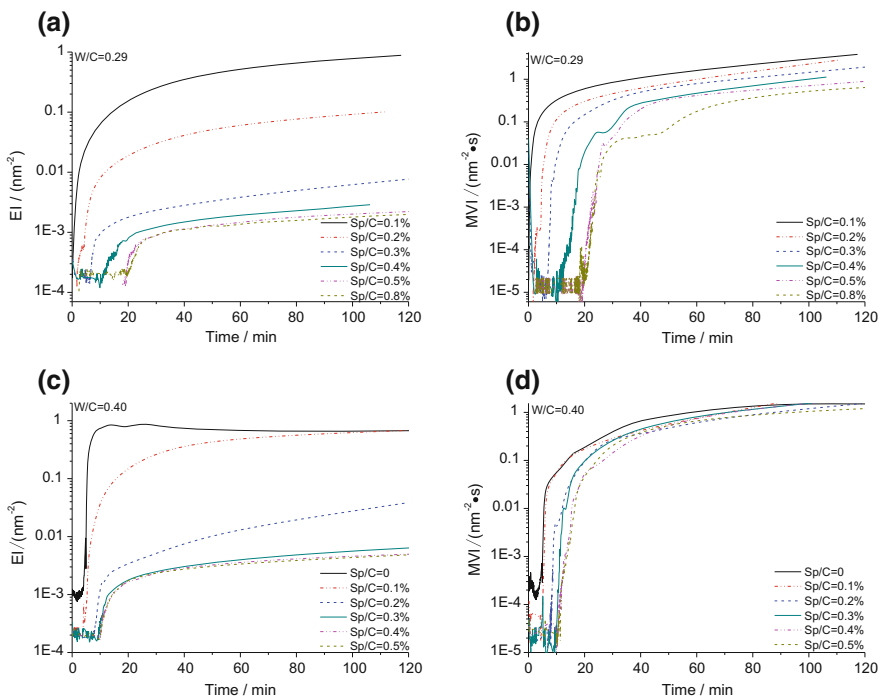 (a)
W/C=0.29
EI / (nm⁻²)
1
0.1
0.01
1E-3
1E-4
0 20 40 60 80 100 120
Time / min
Sp/C=0.1%
Sp/C=0.2%
Sp/C=0.3%
Sp/C=0.4%
Sp/C=0.5%
Sp/C=0.8%
(b)
W/C=0.29
MVI / (nm⁻²•s)
1
0.1
0.01
1E-3
1E-4
1E-5
0 20 40 60 80 100 120
Time / min
Sp/C=0.1%
Sp/C=0.2%
Sp/C=0.3%
Sp/C=0.4%
Sp/C=0.5%
Sp/C=0.8%
(c)
W/C=0.40
EI / (nm⁻²)
1
0.1
0.01
1E-3
1E-4
0 20 40 60 80 100 120
Time / min
Sp/C=0
Sp/C=0.1%
Sp/C=0.2%
Sp/C=0.3%
Sp/C=0.4%
Sp/C=0.5%
(d)
W/C=0.40
MVI / (nm⁻²•s)
1
0.1
0.01
1E-3
1E-4
1E-5
0 20 40 60 80 100 120
Time / min
Sp/C=0
Sp/C=0.1%
Sp/C=0.2%
Sp/C=0.3%
Sp/C=0.4%
Sp/C=0.5%